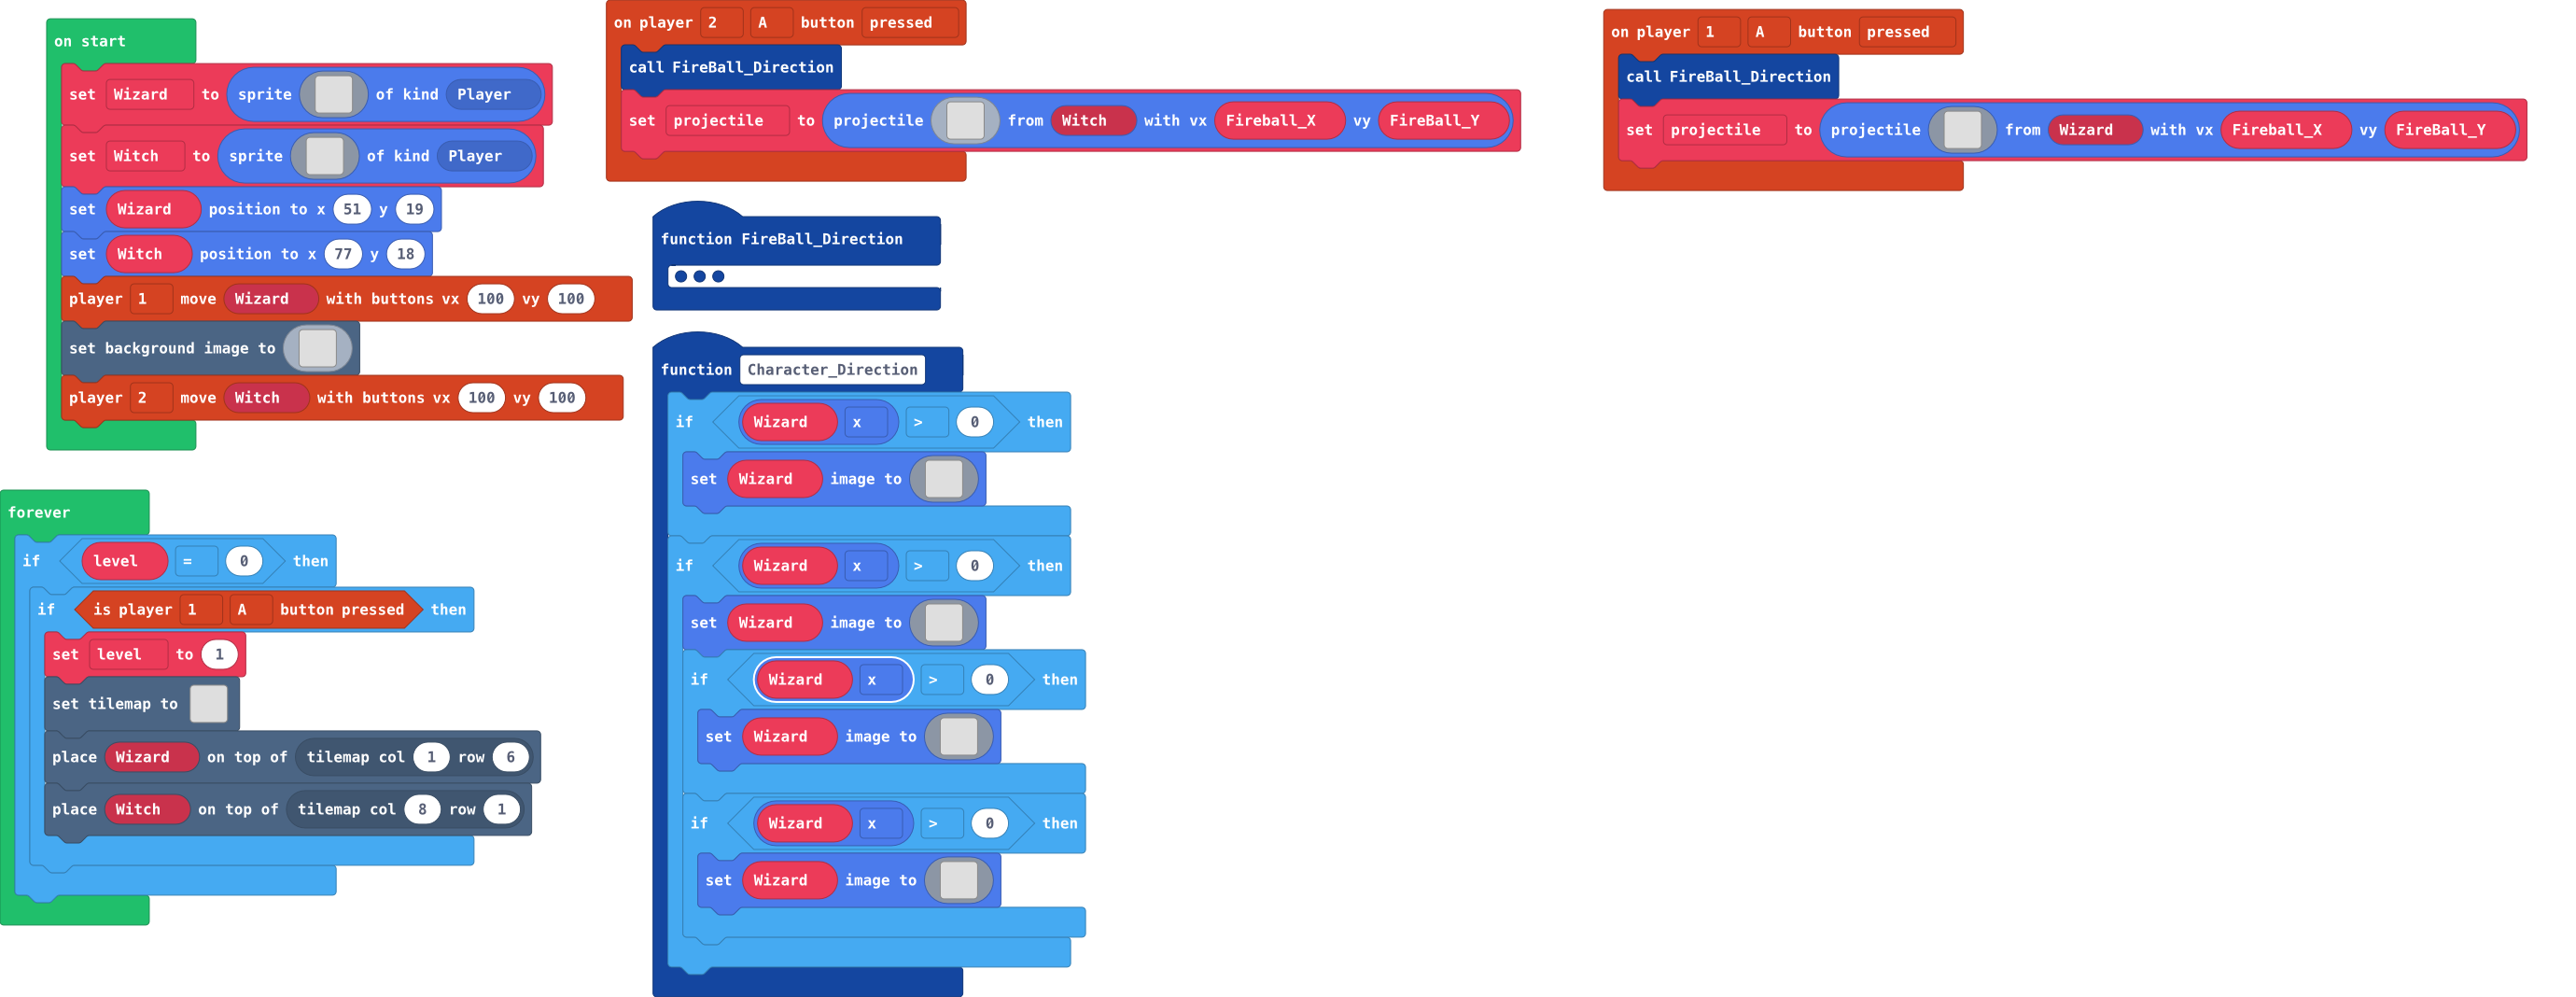 on start
set Wizard to sprite of kind Player
set Witch to sprite of kind Player
set Wizard position to x 51 y 19
set Witch position to x 77 y 18
player 1 move Wizard with buttons vx 100 vy 100
set background image to
player 2 move Witch with buttons vx 100 vy 100
forever
if level = 0 then
if is player 1 A button pressed then
set level to 1
set tilemap to
place Wizard on top of tilemap col 1 row 6
place Witch on top of tilemap col 8 row 1
on player 2 A button pressed
call FireBall_Direction
set projectile to projectile from Witch with vx Fireball_X vy FireBall_Y
function FireBall_Direction
function Character_Direction
if Wizard x > 0 then
set Wizard image to
if Wizard x > 0 then
set Wizard image to
if Wizard x > 0 then
set Wizard image to
if Wizard x > 0 then
set Wizard image to
on player 1 A button pressed
call FireBall_Direction
set projectile to projectile from Wizard with vx Fireball_X vy FireBall_Y